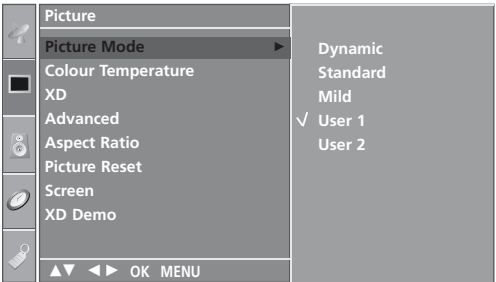 Picture
Picture Mode ►
Colour Temperature
XD
Advanced
Aspect Ratio
Picture Reset
Screen
XD Demo
▲▼ ◄► OK MENU
Dynamic
Standard
Mild
√ User 1
User 2